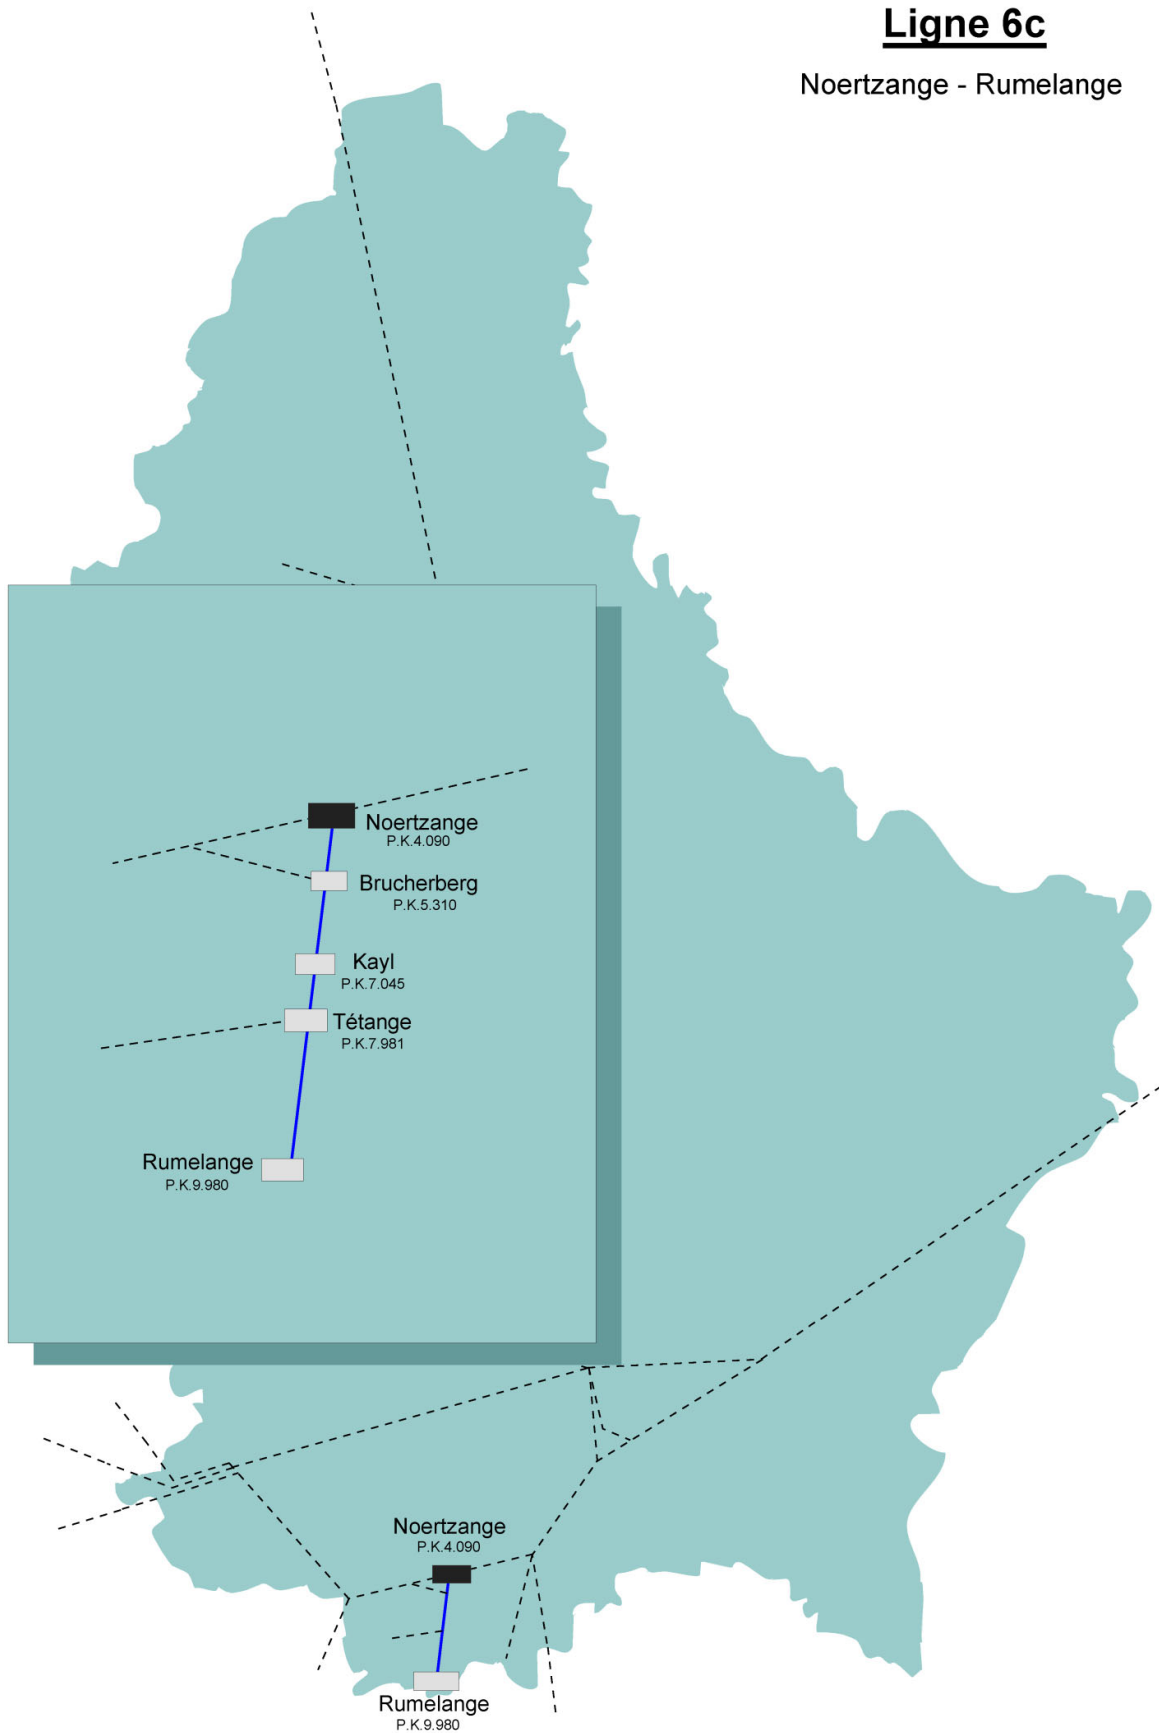 Ligne 6c
Noertzange - Rumelange
Noertzange
P.K.4.090
Brucherberg
P.K.5.310
Kayl
P.K.7.045
Tétange
P.K.7.981
Rumelange
P.K.9.980
Noertzange
P.K.4.090
Rumelange
P.K.9.980